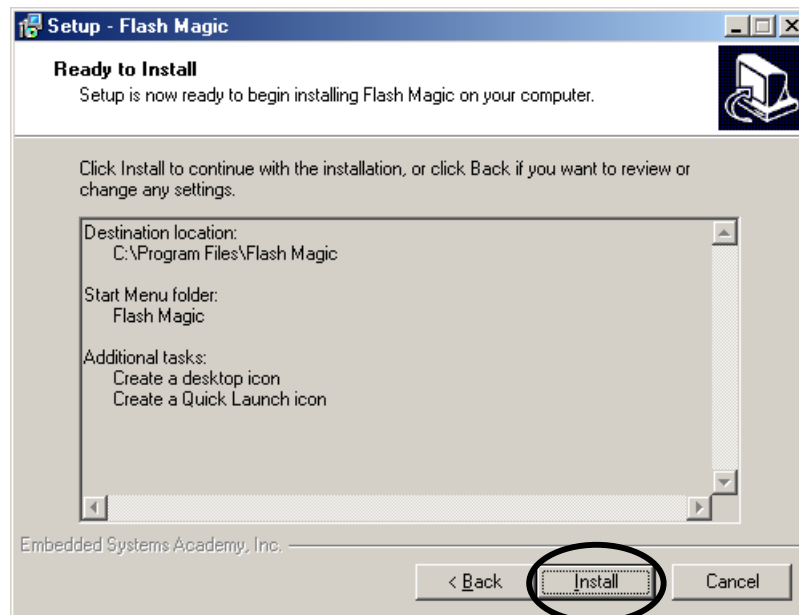 Setup - Flash Magic
Ready to Install
Setup is now ready to begin installing Flash Magic on your computer.
Click Install to continue with the installation, or click Back if you want to review or
change any settings.
Destination location:
C:\Program Files\Flash Magic
Start Menu folder:
Flash Magic
Additional tasks:
Create a desktop icon
Create a Quick Launch icon
Embedded Systems Academy, Inc.
< Back Install Cancel